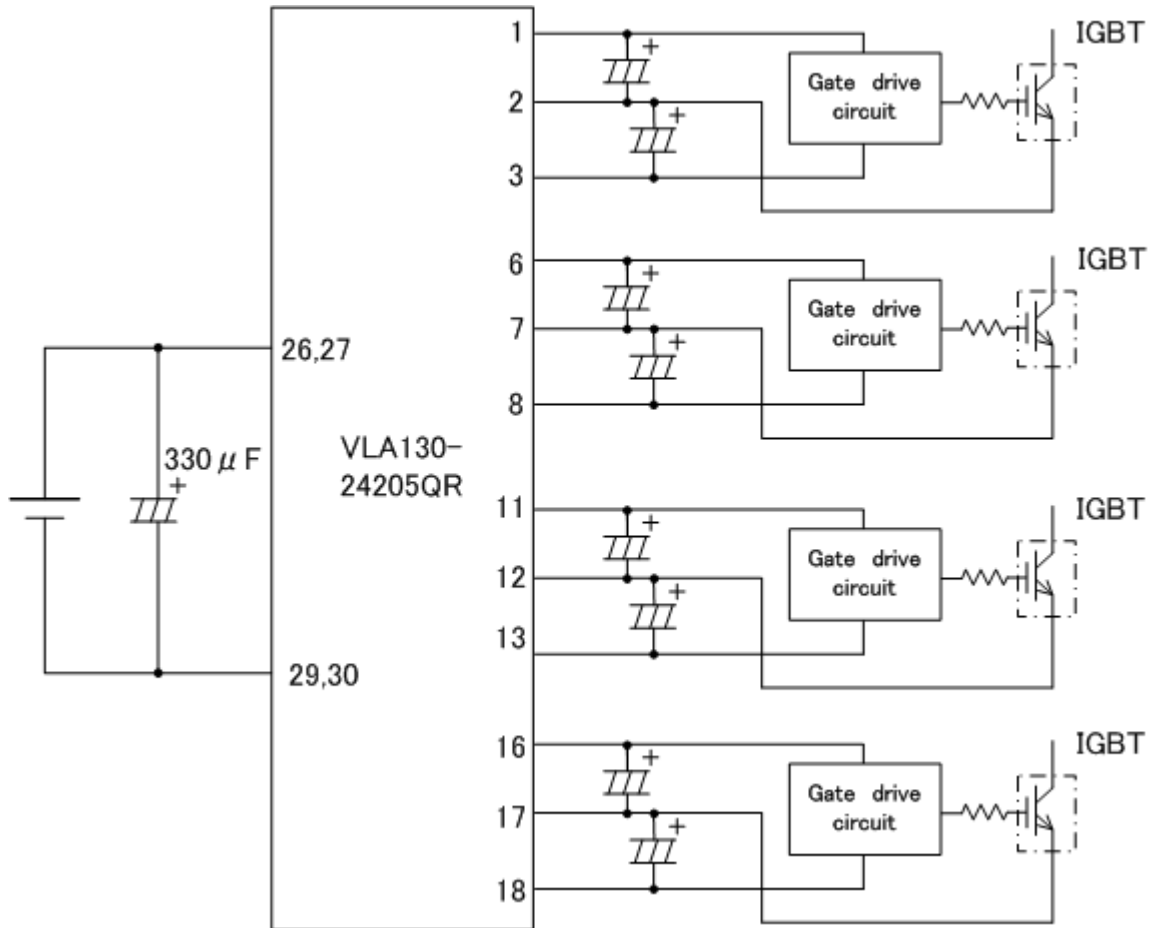 1
IGBT
Gate drive
circuit
2
3
6
IGBT
Gate drive
circuit
7
8
26,27
330μF
VLA130-
24205QR
11
IGBT
Gate drive
circuit
12
13
29,30
16
IGBT
Gate drive
circuit
17
18